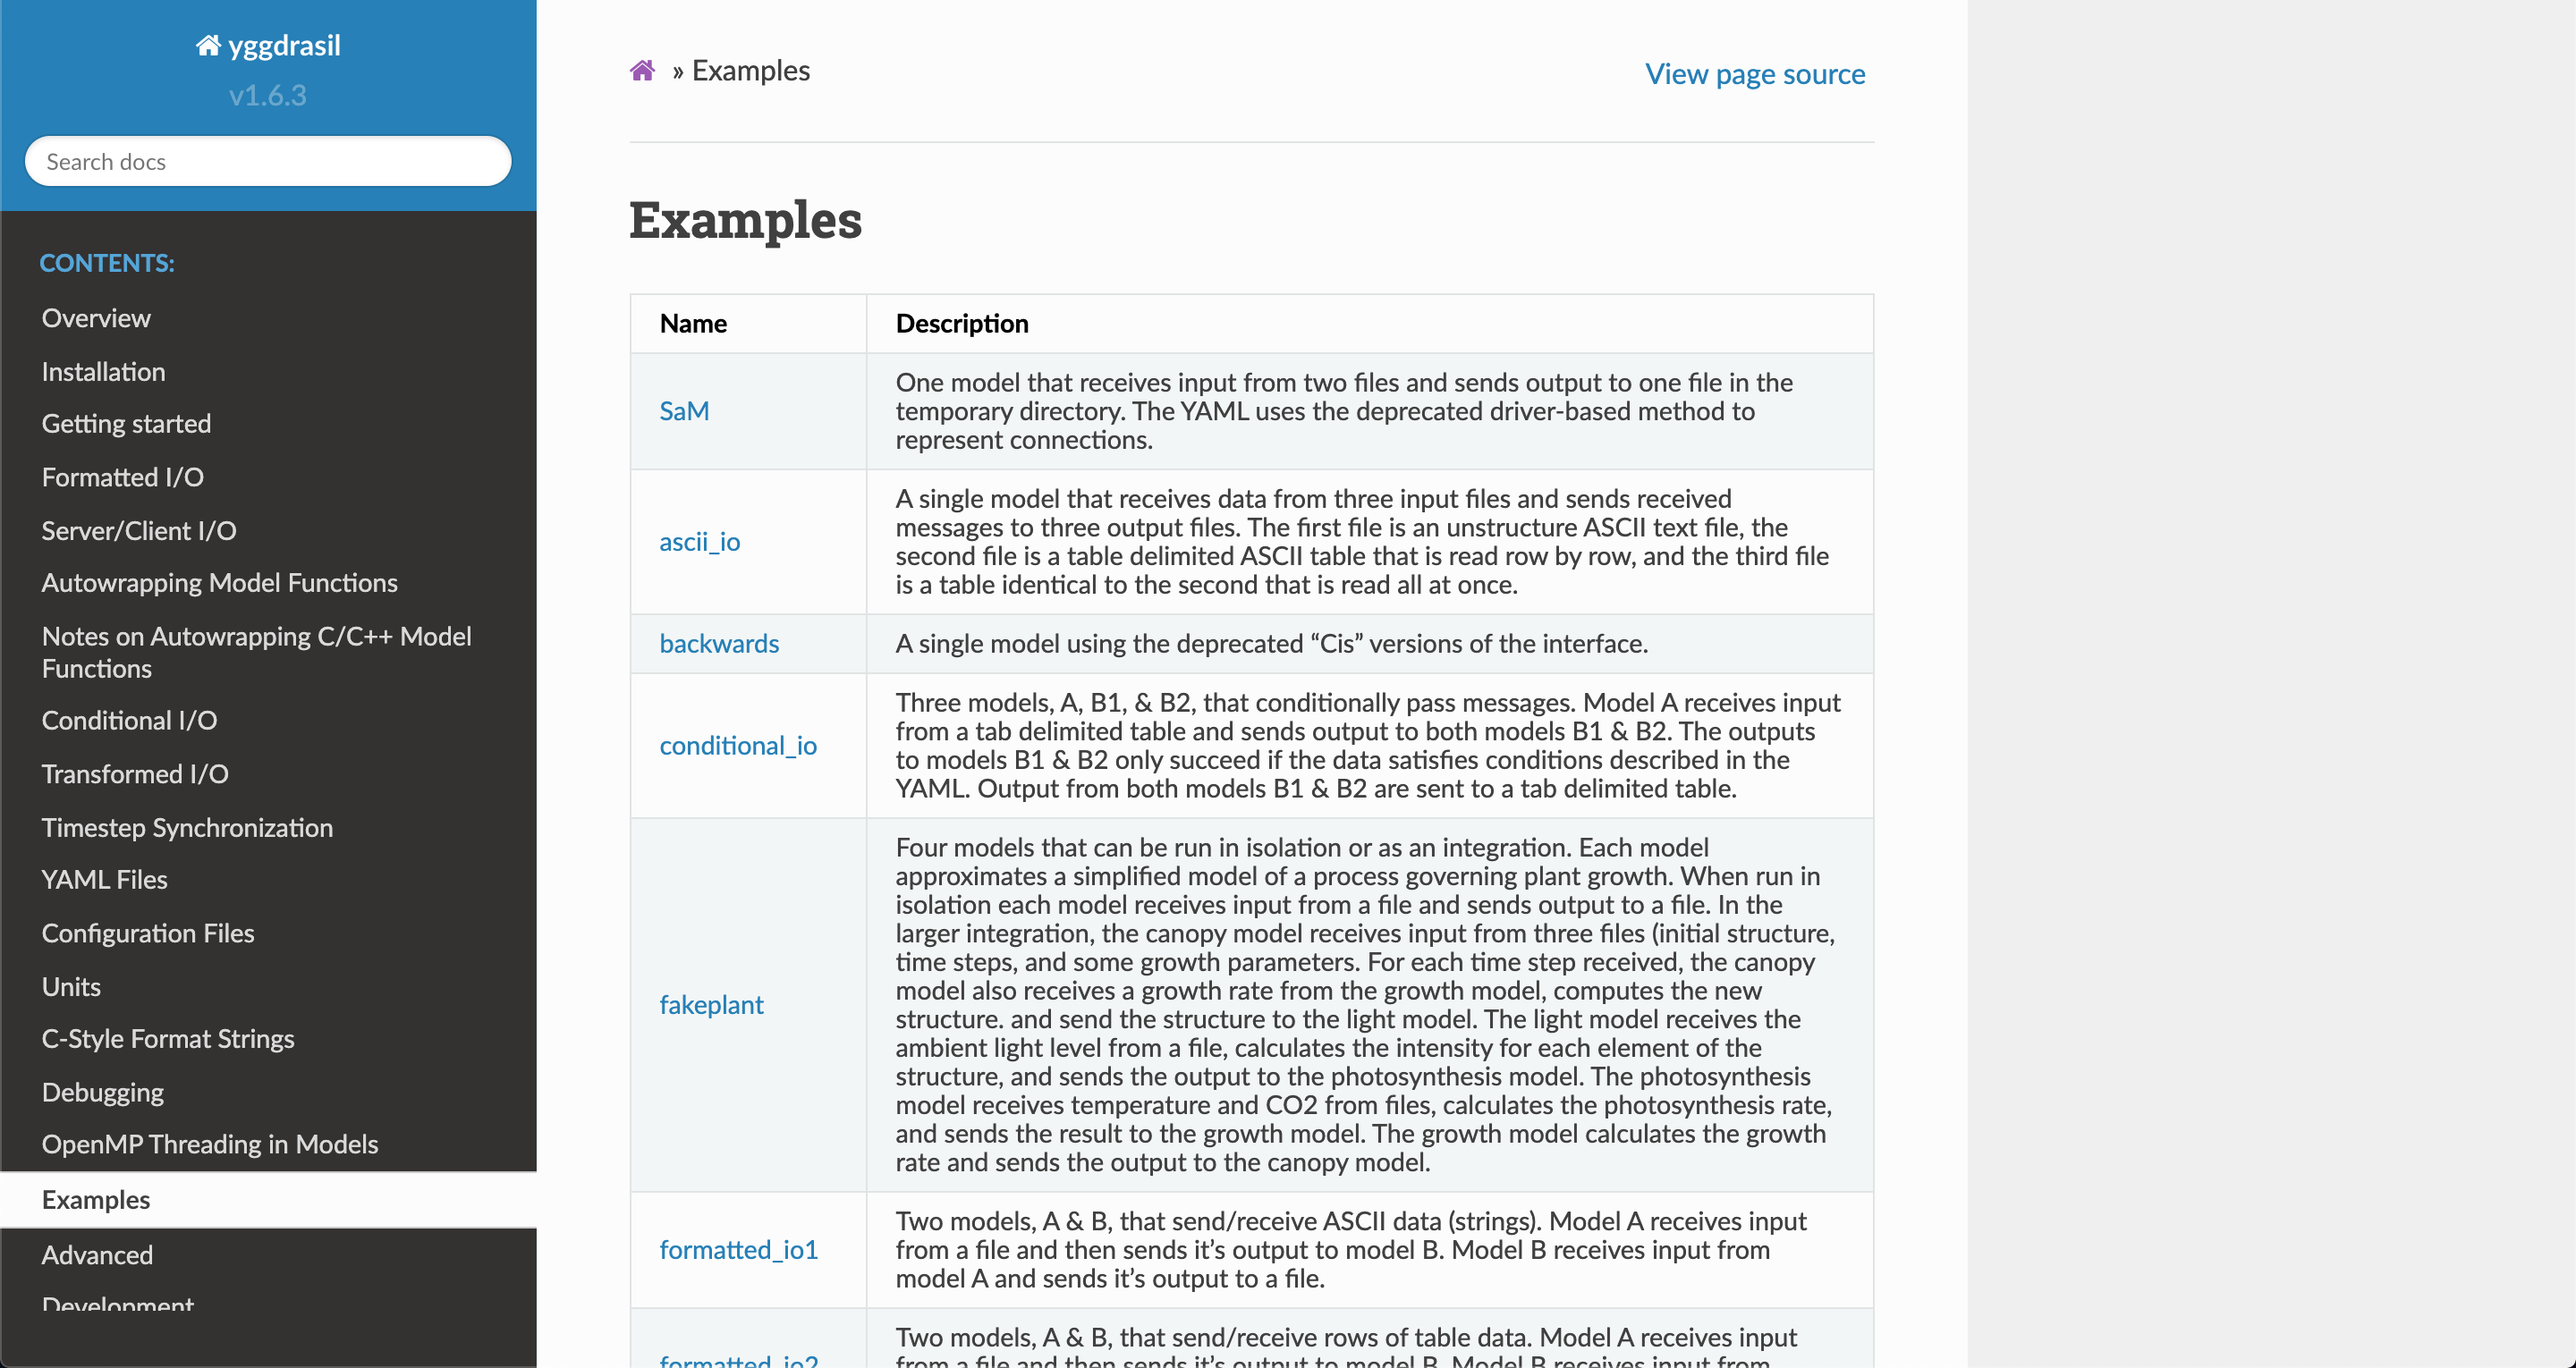 yggdrasil
v1.6.3
Search docs
CONTENTS:
Overview
Installation
Getting started
Formatted I/O
Server/Client I/O
Autowrapping Model Functions
Notes on Autowrapping C/C++ Model
Functions
Conditional I/O
Transformed I/O
Timestep Synchronization
YAML Files
Configuration Files
Units
C-Style Format Strings
Debugging
OpenMP Threading in Models
Examples
Advanced
Development
» Examples
View page source
Examples
Name
Description
SaM
One model that receives input from two files and sends output to one file in the
temporary directory. The YAML uses the deprecated driver-based method to
represent connections.
ascii_io
A single model that receives data from three input files and sends received
messages to three output files. The first file is an unstructure ASCII text file, the
second file is a table delimited ASCII table that is read row by row, and the third file
is a table identical to the second that is read all at once.
backwards
A single model using the deprecated “Cis” versions of the interface.
conditional_io
Three models, A, B1, & B2, that conditionally pass messages. Model A receives input
from a tab delimited table and sends output to both models B1 & B2. The outputs
to models B1 & B2 only succeed if the data satisfies conditions described in the
YAML. Output from both models B1 & B2 are sent to a tab delimited table.
fakeplant
Four models that can be run in isolation or as an integration. Each model
approximates a simplified model of a process governing plant growth. When run in
isolation each model receives input from a file and sends output to a file. In the
larger integration, the canopy model receives input from three files (initial structure,
time steps, and some growth parameters. For each time step received, the canopy
model also receives a growth rate from the growth model, computes the new
structure. and send the structure to the light model. The light model receives the
ambient light level from a file, calculates the intensity for each element of the
structure, and sends the output to the photosynthesis model. The photosynthesis
model receives temperature and CO2 from files, calculates the photosynthesis rate,
and sends the result to the growth model. The growth model calculates the growth
rate and sends the output to the canopy model.
formatted_io1
Two models, A & B, that send/receive ASCII data (strings). Model A receives input
from a file and then sends it’s output to model B. Model B receives input from
model A and sends it’s output to a file.
formatted_io2
Two models, A & B, that send/receive rows of table data. Model A receives input
from a file and then sends it’s output to model B. Model B receives input from